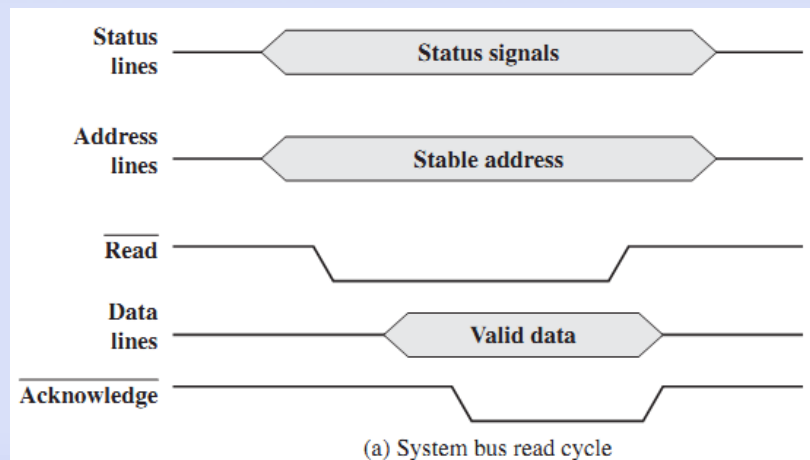 Status
lines
Status signals
Address
lines
Stable address
Read
Data
lines
Valid data
Acknowledge
(a) System bus read cycle